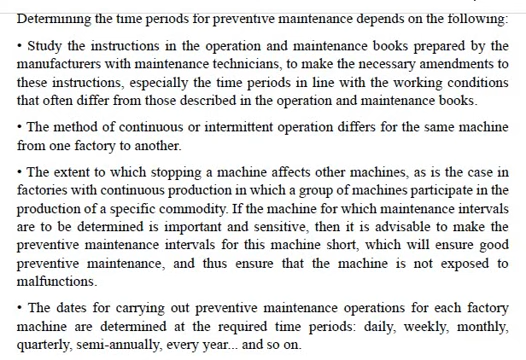 Determining the time periods for preventive maintenance depends on the following:
• Study the instructions in the operation and maintenance books prepared by the
manufacturers with maintenance technicians, to make the necessary amendments to
these instructions, especially the time periods in line with the working conditions
that often differ from those described in the operation and maintenance books.
• The method of continuous or intermittent operation differs for the same machine
from one factory to another.
• The extent to which stopping a machine affects other machines, as is the case in
factories with continuous production in which a group of machines participate in the
production of a specific commodity. If the machine for which maintenance intervals
are to be determined is important and sensitive, then it is advisable to make the
preventive maintenance intervals for this machine short, which will ensure good
preventive maintenance, and thus ensure that the machine is not exposed to
malfunctions.
• The dates for carrying out preventive maintenance operations for each factory
machine are determined at the required time periods: daily, weekly, monthly,
quarterly, semi-annually, every year... and so on.